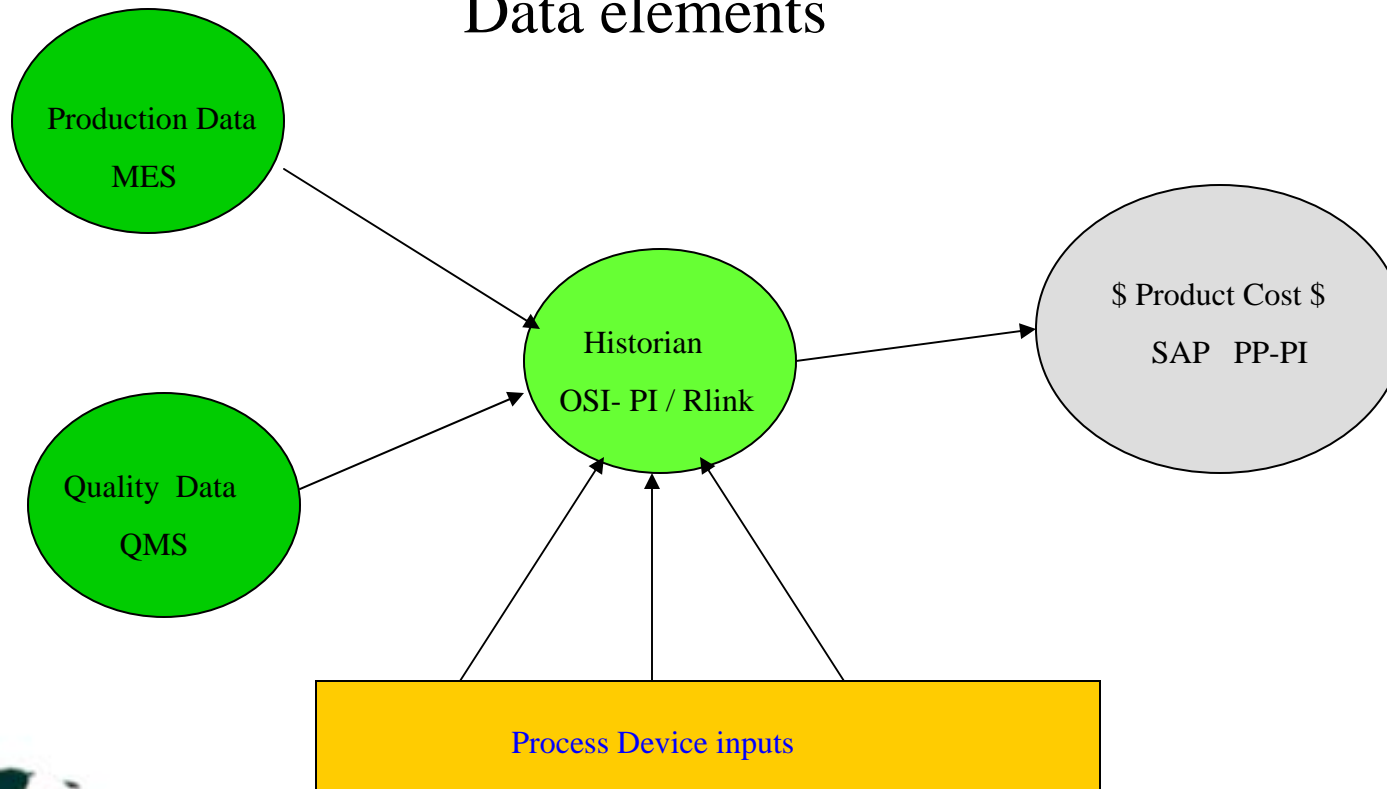 Data elements
Production Data
MES
$ Product Cost $
SAP PP-PI
Historian
OSI- PI / Rlink
Quality Data
QMS
Process Device inputs